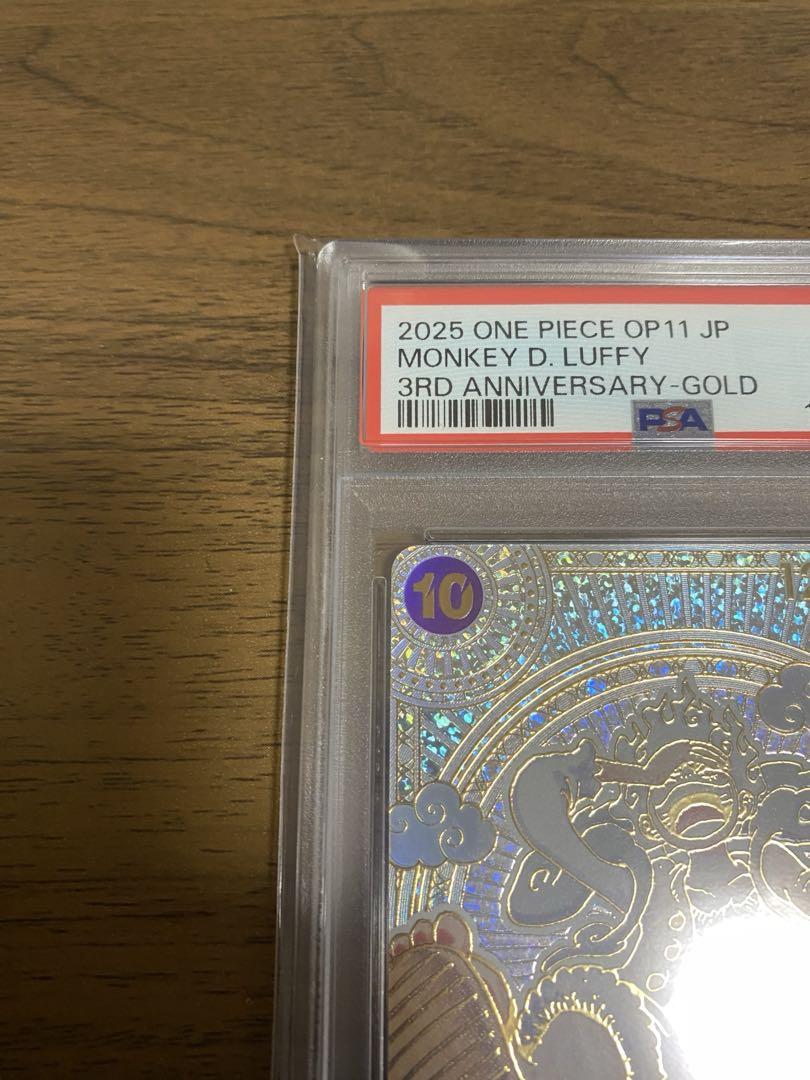 2025 ONE PIECE OP11 JP
MONKEY D. LUFFY
3RD ANNIVERSARY-GOLD
PSA
10